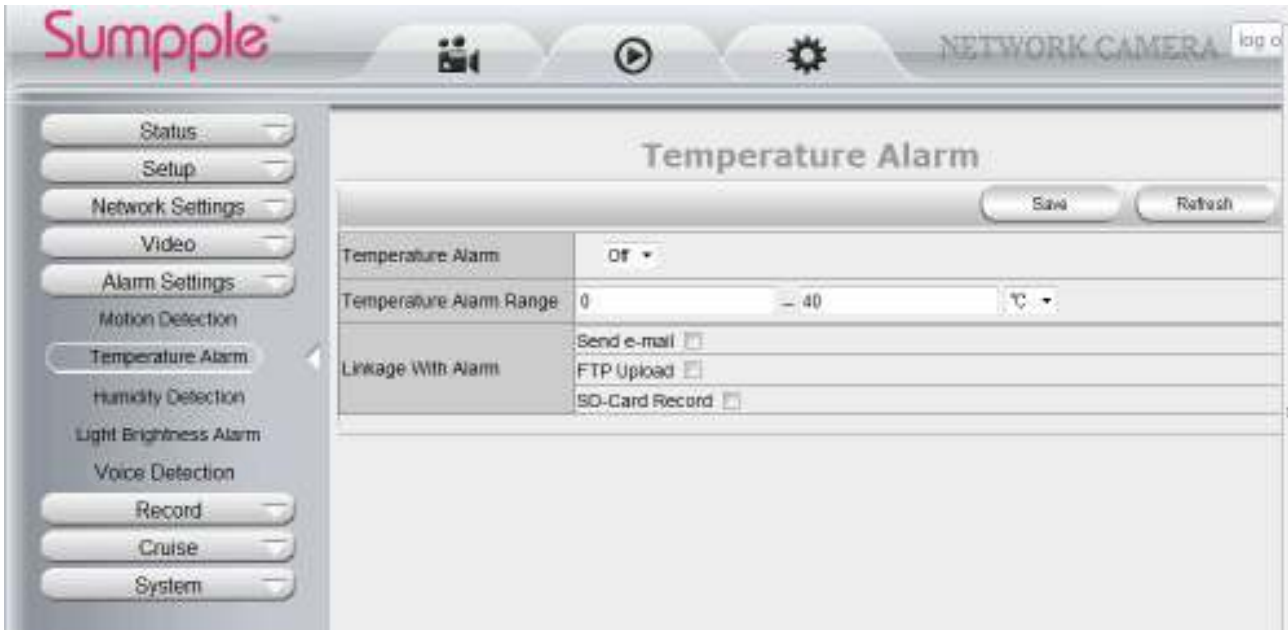 Sumpple
NETWORK CAMERA
log o
Status
Setup
Network Settings
Video
Alarm Settings
Motion Detection
Temperature Alarm
Humidity Detection
Light Brightness Alarm
Voice Detection
Record
Cruise
System
Temperature Alarm
Save Refresh
Temperature Alarm Off
Temperature Alarm Range 0 – 40 °C
Linkage With Alarm
Send e-mail
FTP Upload
SD-Card Record